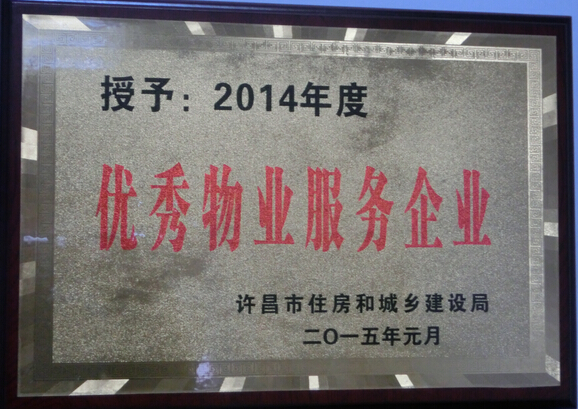 授予：2014年度
优秀物业服务企业
许昌市住房和城乡建设局
二〇一五年元月